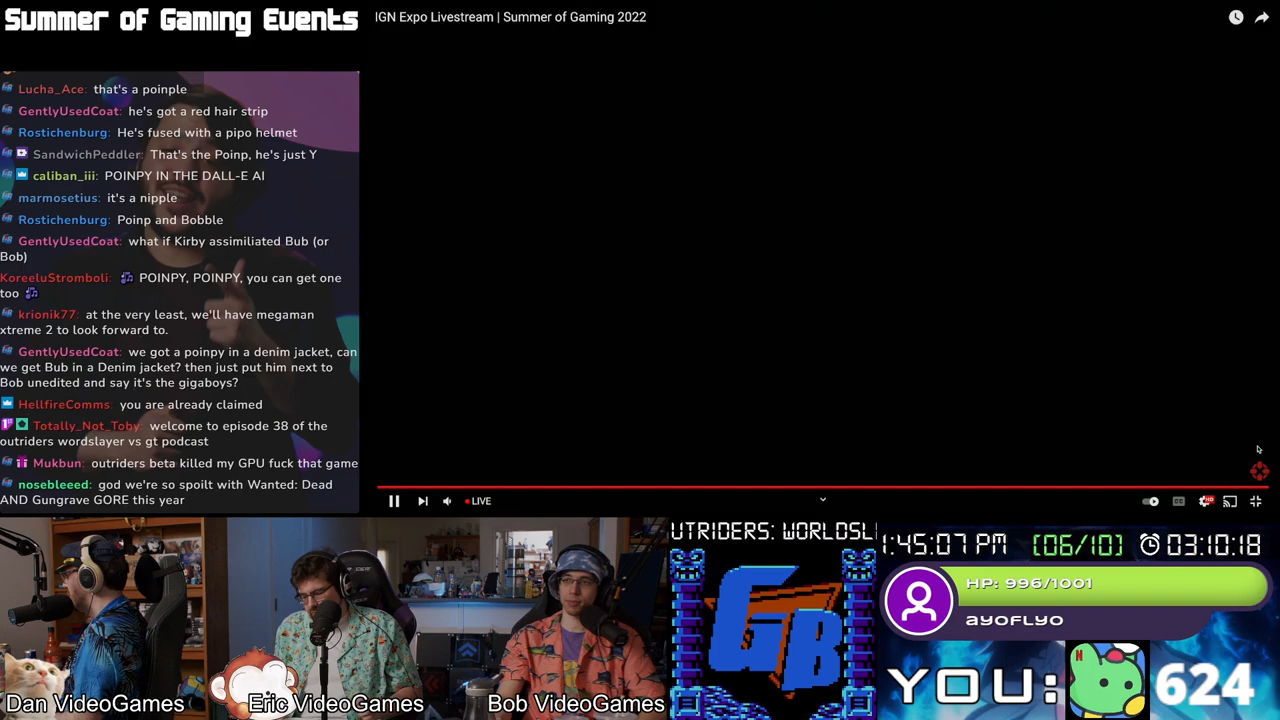 Summer of Gaming Events
IGN Expo Livestream | Summer of Gaming 2022
Lucha_Ace: that's a poinple
GentlyUsedCoat: he's got a red hair strip
Rostichenburg: He's fused with a pipo helmet
SandwichPeddler: That's the Poinp, he's just Y
caliban_iii: POINPY IN THE DALL-E AI
marmosetius: it's a nipple
Rostichenburg: Poinp and Bobble
GentlyUsedCoat: what if Kirby assimiliated Bub (or
Bob)
KoreeluStromboli: POINPY, POINPY, you can get one
too
krionik77: at the very least, we'll have megaman
xtreme 2 to look forward to.
GentlyUsedCoat: we got a poinpy in a denim jacket, can
we get Bub in a Denim jacket? then just put him next to
Bob unedited and say it's the gigaboys?
HellfireComms: you are already claimed
Totally_Not_Toby: welcome to episode 38 of the
outriders wordslayer vs gt podcast
Mukbun: outriders beta killed my GPU fuck that game
nosebleeed: god we're so spoilt with Wanted: Dead
AND Gungrave GORE this year
LIVE
HD
UTRIDERS: WORLDSL
1:45:07 PM [06/10] 03:10:18
HP: 996/1001
AYOFLYO
GB
YOU: 624
N
Dan VideoGames
Eric VideoGames
Bob VideoGames